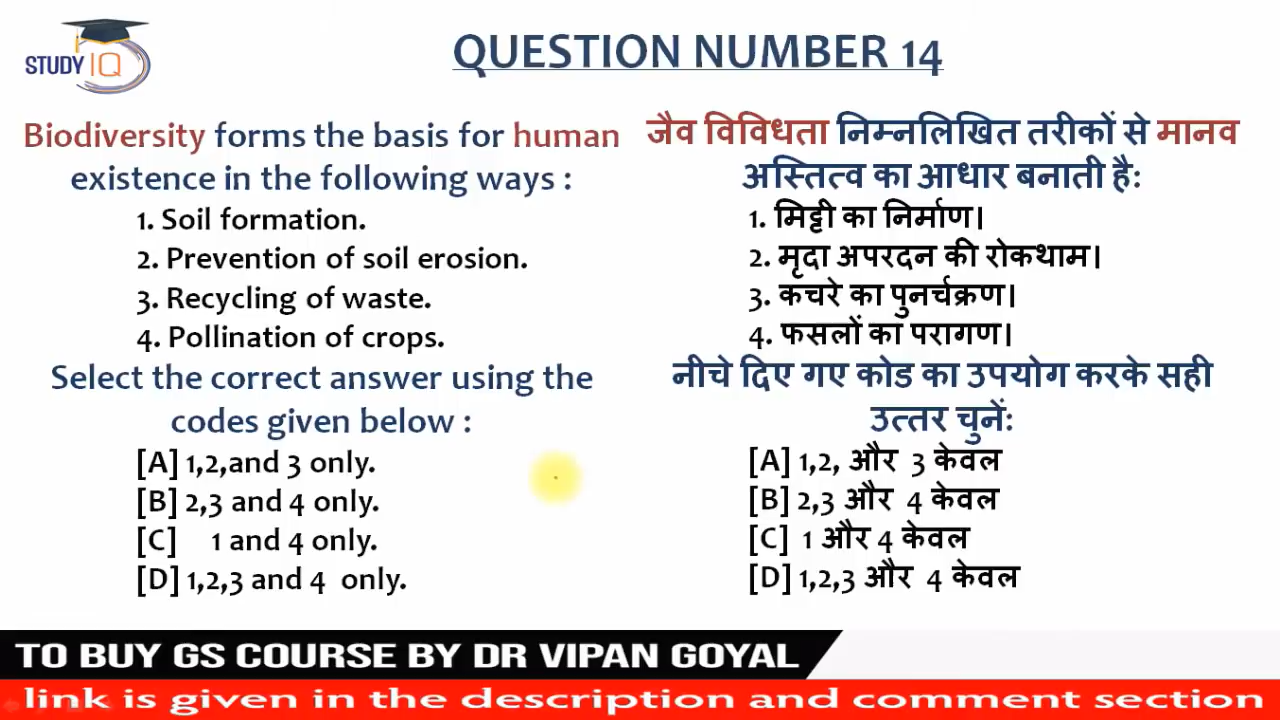 STUDY IQ
QUESTION NUMBER 14
Biodiversity forms the basis for human
existence in the following ways :
1. Soil formation.
2. Prevention of soil erosion.
3. Recycling of waste.
4. Pollination of crops.
Select the correct answer using the
codes given below :
[A] 1,2,and 3 only.
[B] 2,3 and 4 only.
[C] 1 and 4 only.
[D] 1,2,3 and 4 only.
जैव विविधता निम्नलिखित तरीकों से मानव
अस्तित्व का आधार बनाती है:
1. मिट्टी का निर्माण।
2. मृदा अपरदन की रोकथाम।
3. कचरे का पुनर्चक्रण।
4. फसलों का परागण।
नीचे दिए गए कोड का उपयोग करके सही
उत्तर चुनें:
[A] 1,2, और 3 केवल
[B] 2,3 और 4 केवल
[C] 1 और 4 केवल
[D] 1,2,3 और 4 केवल
TO BUY GS COURSE BY DR VIPAN GOYAL
link is given in the description and comment section